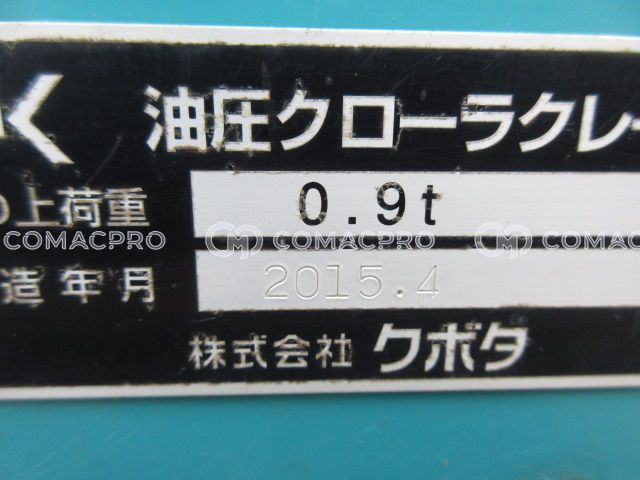 く 油圧クローラクレー
の上荷重 0.9t
COMACPRO COMACPRO COMACPRO
造年月 2015.4
株式会社 クボタ